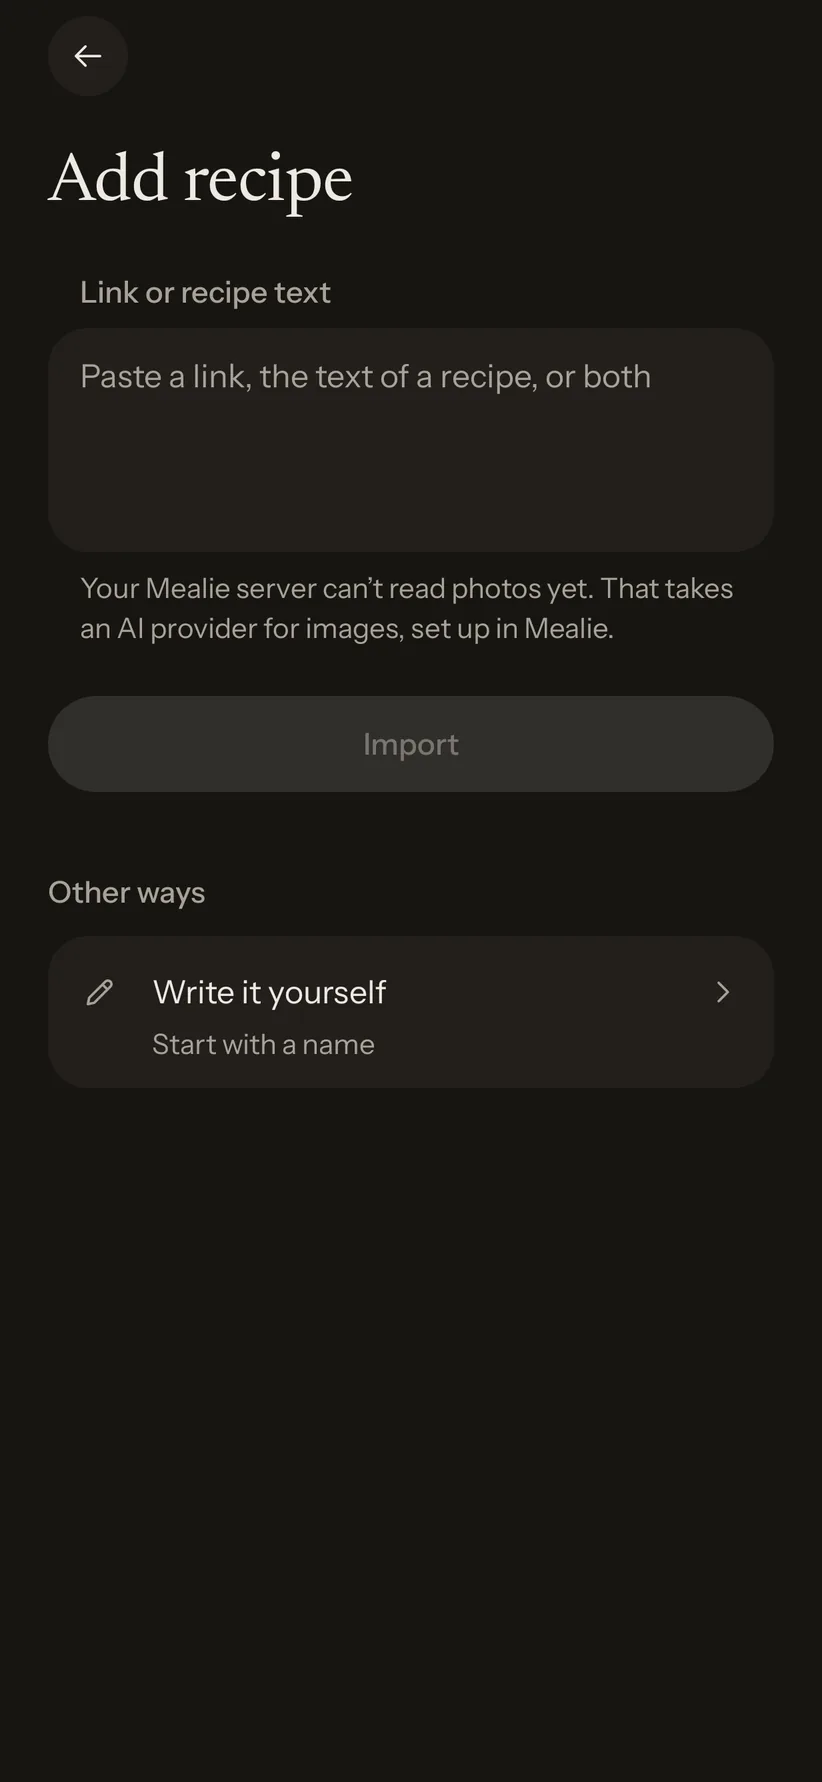 Add recipe
Link or recipe text
Paste a link, the text of a recipe, or both
Your Mealie server can’t read photos yet. That takes
an AI provider for images, set up in Mealie.
Import
Other ways
Write it yourself
Start with a name